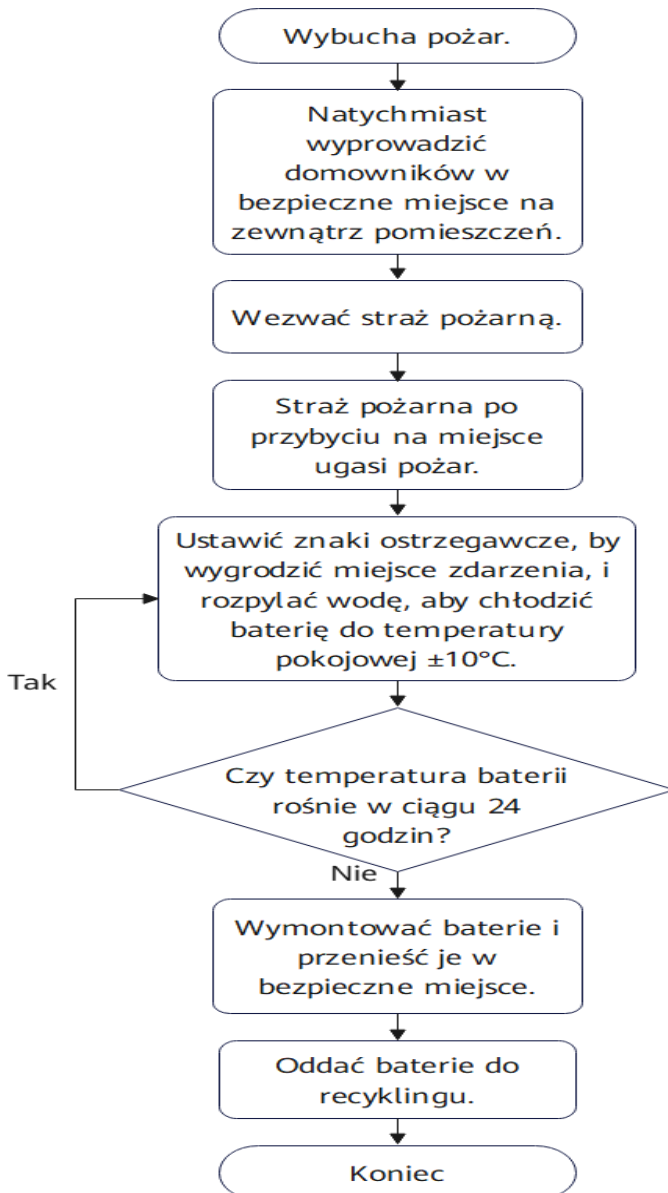 Wybucha pożar.
Natychmiast
wyprowadzić
domowników w
bezpieczne miejsce na
zewnątrz pomieszczeń.
Wezwać straż pożarną.
Straż pożarna po
przybyciu na miejsce
ugasi pożar.
Ustawić znaki ostrzegawcze, by
wygrodzić miejsce zdarzenia, i
rozpylać wodę, aby chłodzić
baterię do temperatury
pokojowej ±10°C.
Tak
Czy temperatura baterii
rośnie w ciągu 24
godzin?
Nie
Wymontować baterie i
przenieść je w
bezpieczne miejsce.
Oddać baterie do
recyklingu.
Koniec